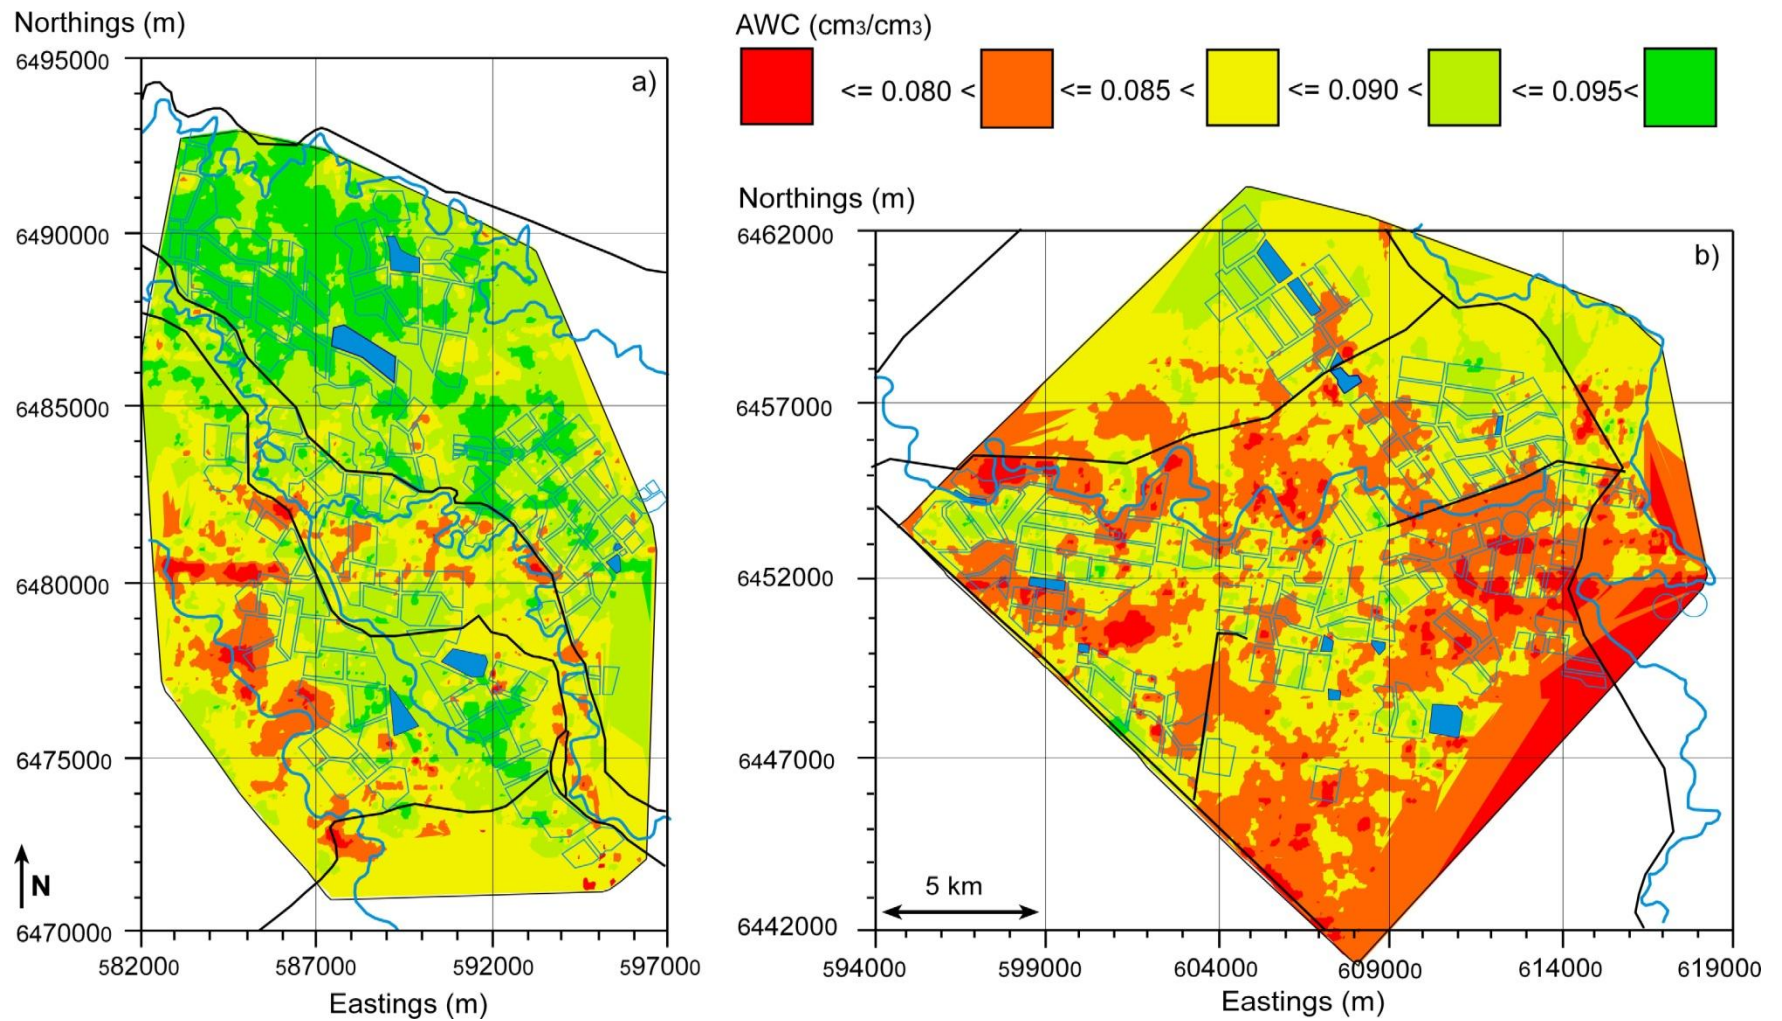 Northings (m)
6495000
6490000
6485000
6480000
6475000
6470000
a)
N
582000 587000 592000 597000
Eastings (m)
AWC (cm3/cm3)
<= 0.080 < <= 0.085 < <= 0.090 < <= 0.095<
Northings (m)
6462000
6457000
6452000
6447000
6442000
b)
5 km
594000 599000 604000 609000 614000 619000
Eastings (m)